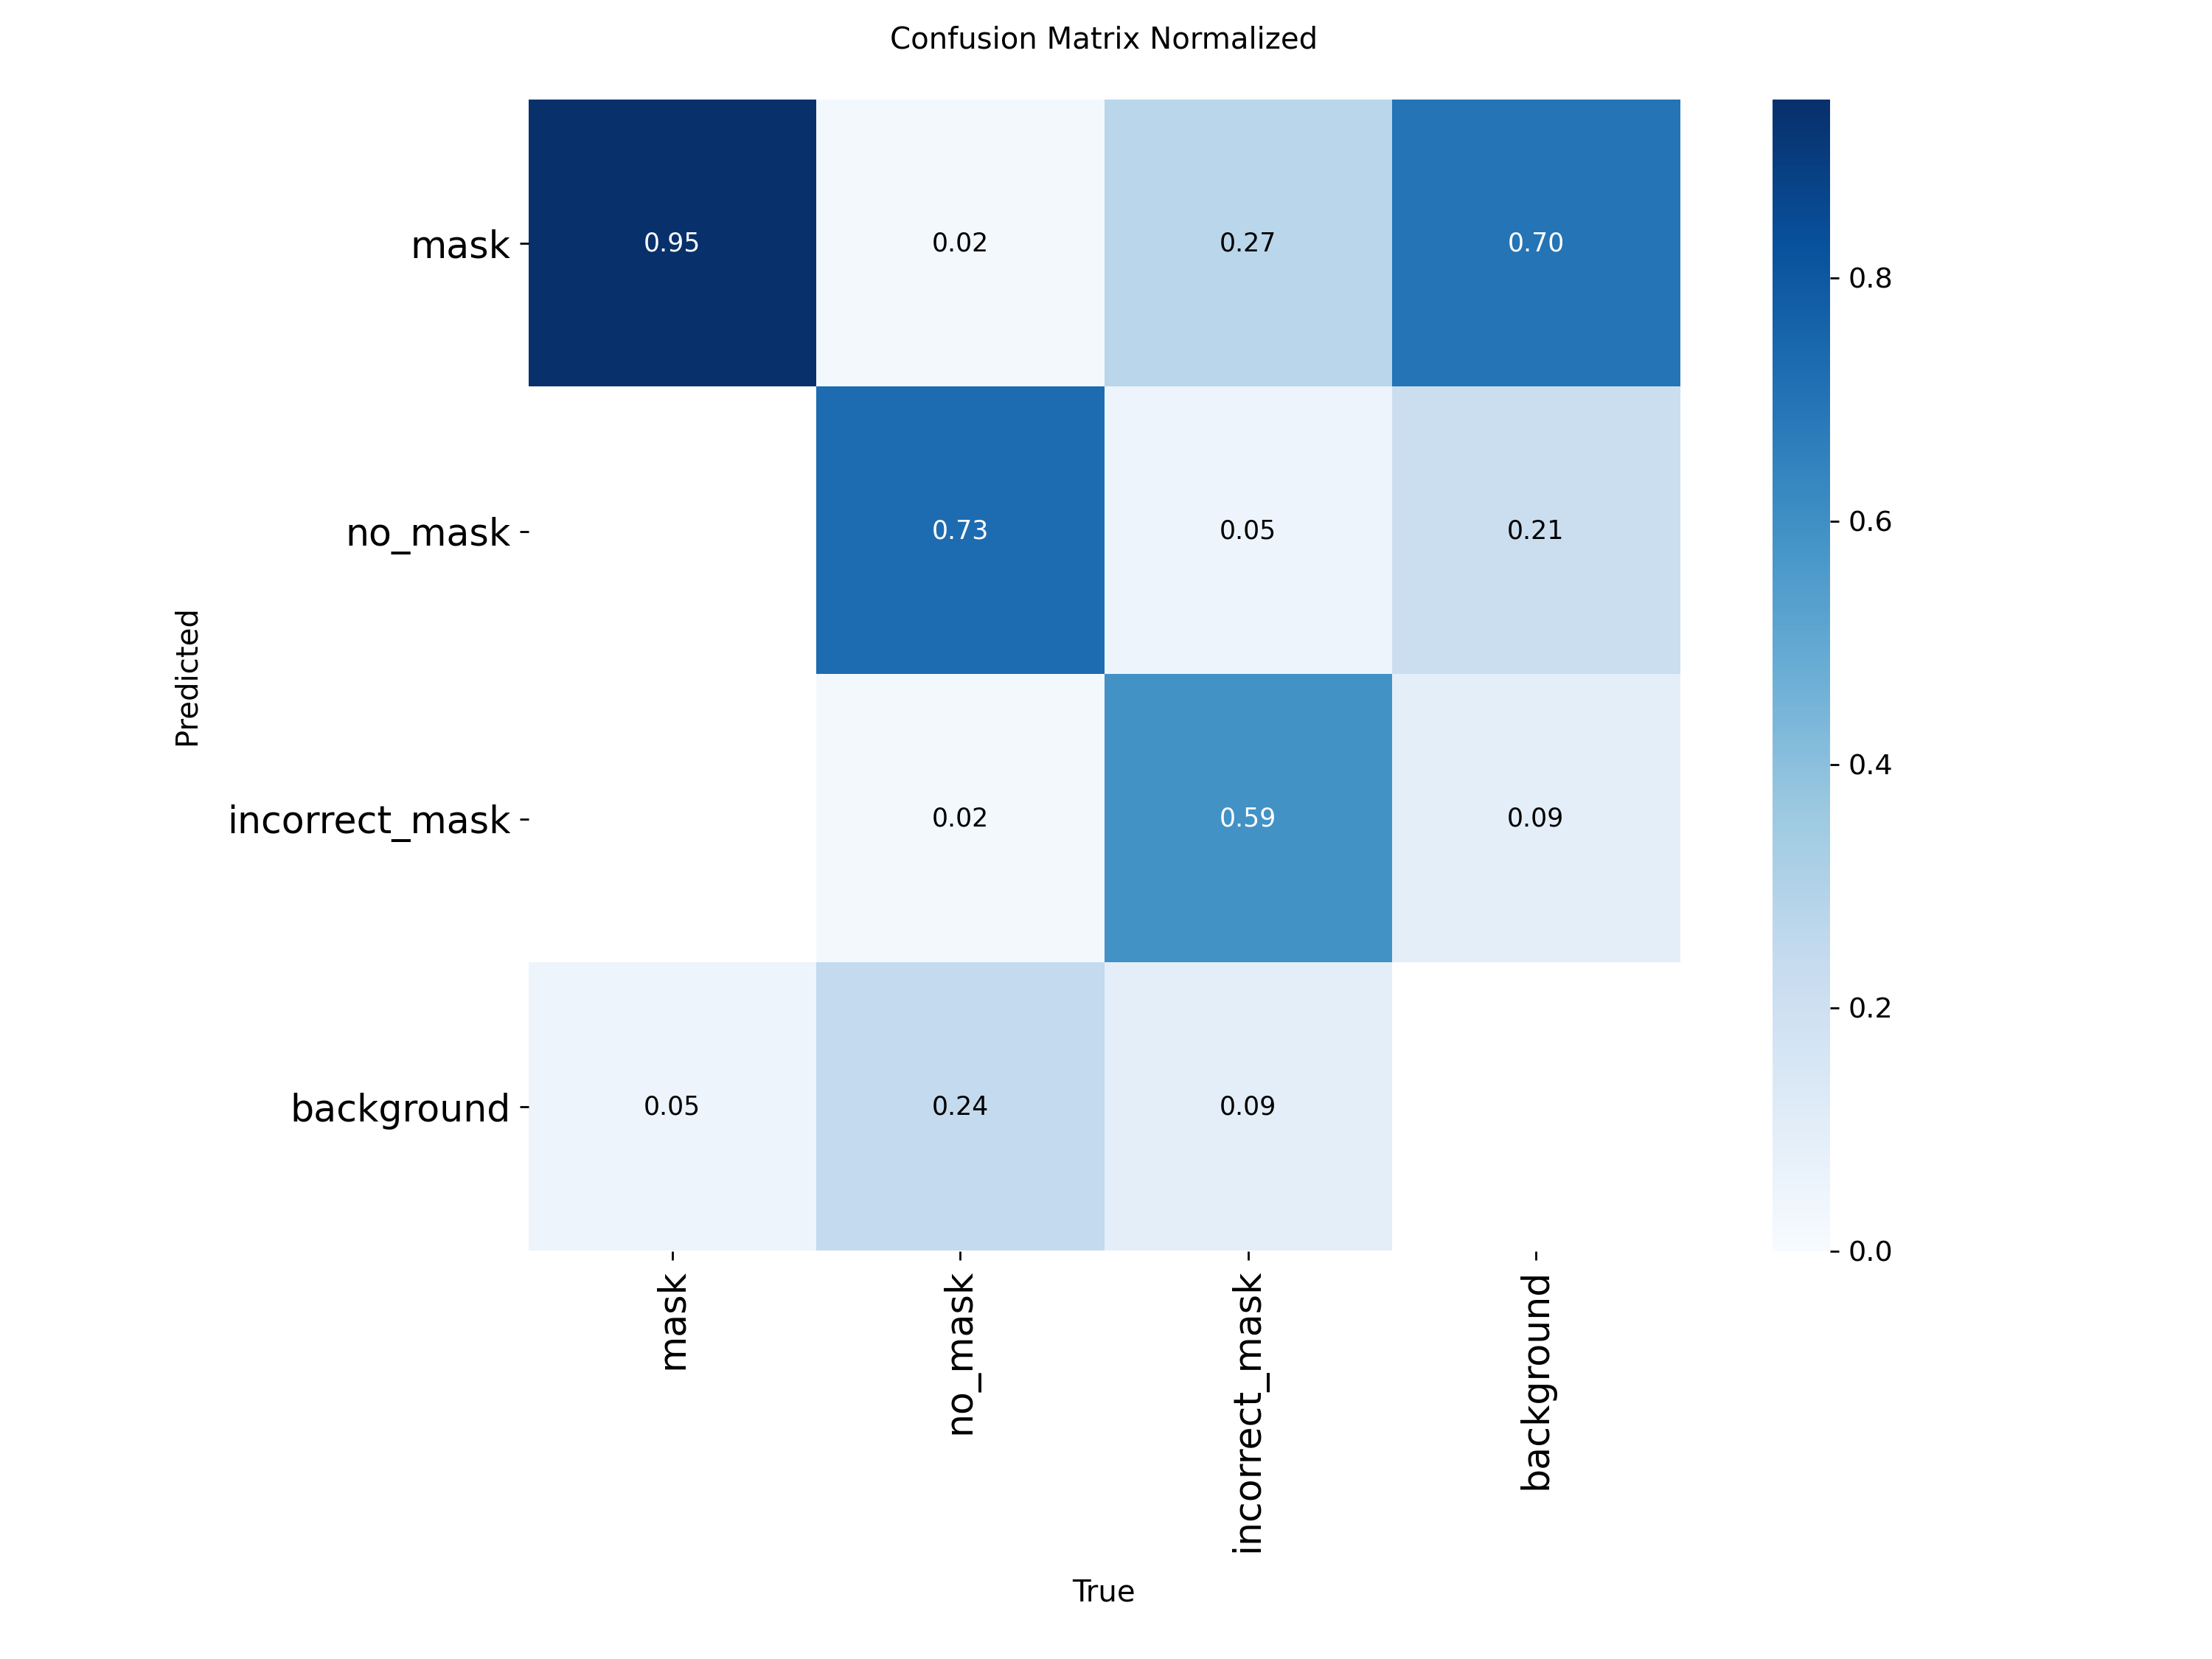 Confusion Matrix Normalized
mask
0.95
0.02
0.27
0.70
no_mask
0.73
0.05
0.21
incorrect_mask
0.02
0.59
0.09
background
0.05
0.24
0.09
Predicted
mask
no_mask
incorrect_mask
background
True
0.8
0.6
0.4
0.2
0.0